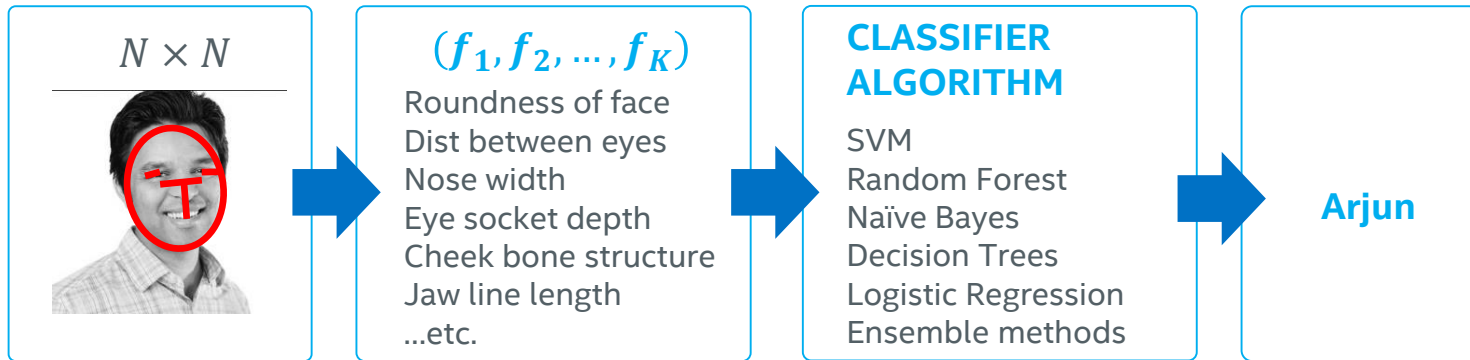 N × N
(f₁, f₂, …, f_K)
Roundness of face
Dist between eyes
Nose width
Eye socket depth
Cheek bone structure
Jaw line length
...etc.
CLASSIFIER
ALGORITHM
SVM
Random Forest
Naïve Bayes
Decision Trees
Logistic Regression
Ensemble methods
Arjun